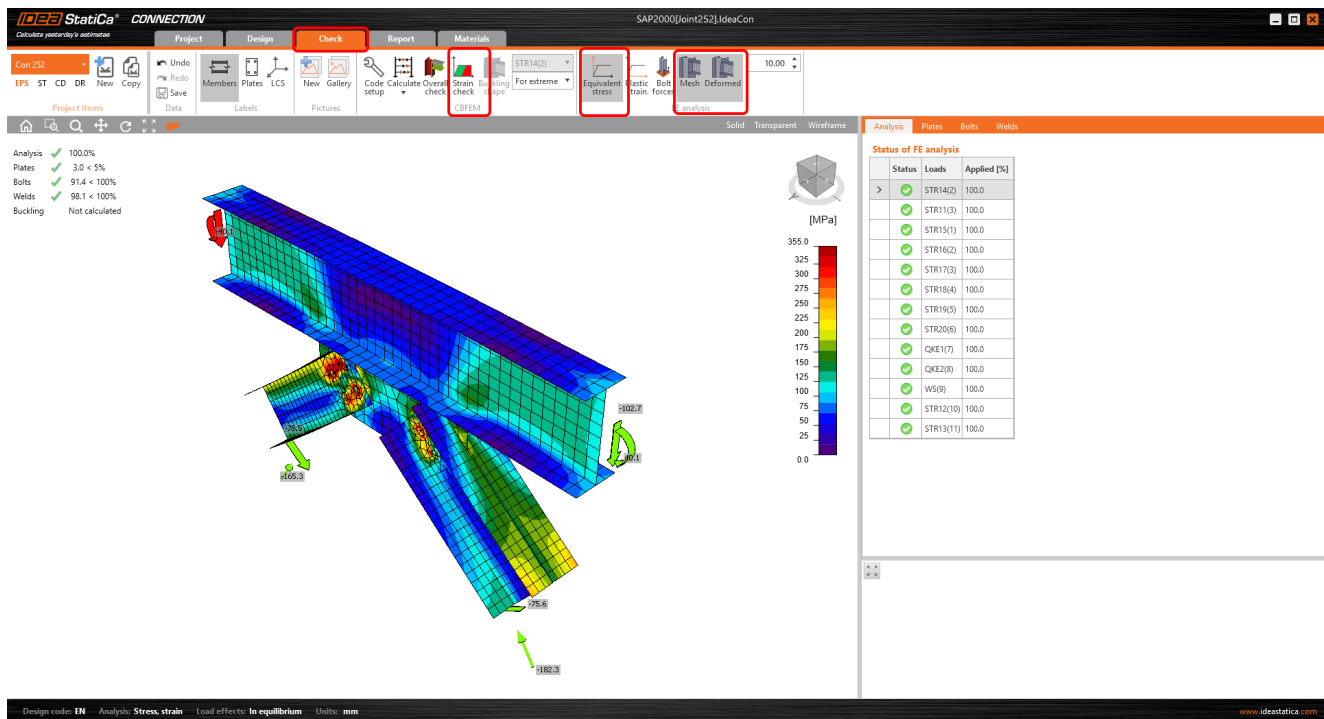 IDEA StatiCa® CONNECTION
SAP2000[Joint252].IdeaCon
Calculate yesterday's estimates
Project Design Check Report Materials
Con 252
EPS ST CD DR
New
Copy
Project items
Undo
Redo
Save
Data
Members Plates LCS
Labels
New Gallery
Pictures
Code setup
Calculate
Overall check
Strain check
Buckling shape
STR14(2)
For extreme
CBFEM
Equivalent stress
Plastic strain
Bolt forces
Mesh Deformed
10.00
FE analysis
Solid Transparent Wireframe
Analysis 100.0%
Plates 3.0 < 5%
Bolts 91.4 < 100%
Welds 98.1 < 100%
Buckling Not calculated
[MPa]
355.0
325
300
275
250
225
200
175
150
125
100
75
50
25
0.0
-40.1
-102.7
-40.1
-165.3
-75.6
-182.3
Analysis Plates Bolts Welds
Status of FE analysis
Status Loads Applied [%]
> STR14(2) 100.0
STR11(3) 100.0
STR15(1) 100.0
STR16(2) 100.0
STR17(3) 100.0
STR18(4) 100.0
STR19(5) 100.0
STR20(6) 100.0
QKE1(7) 100.0
QKE2(8) 100.0
WS(9) 100.0
STR12(10) 100.0
STR13(11) 100.0
Design code: EN Analysis: Stress, strain Load effects: In equilibrium Units: mm
www.ideastatica.com